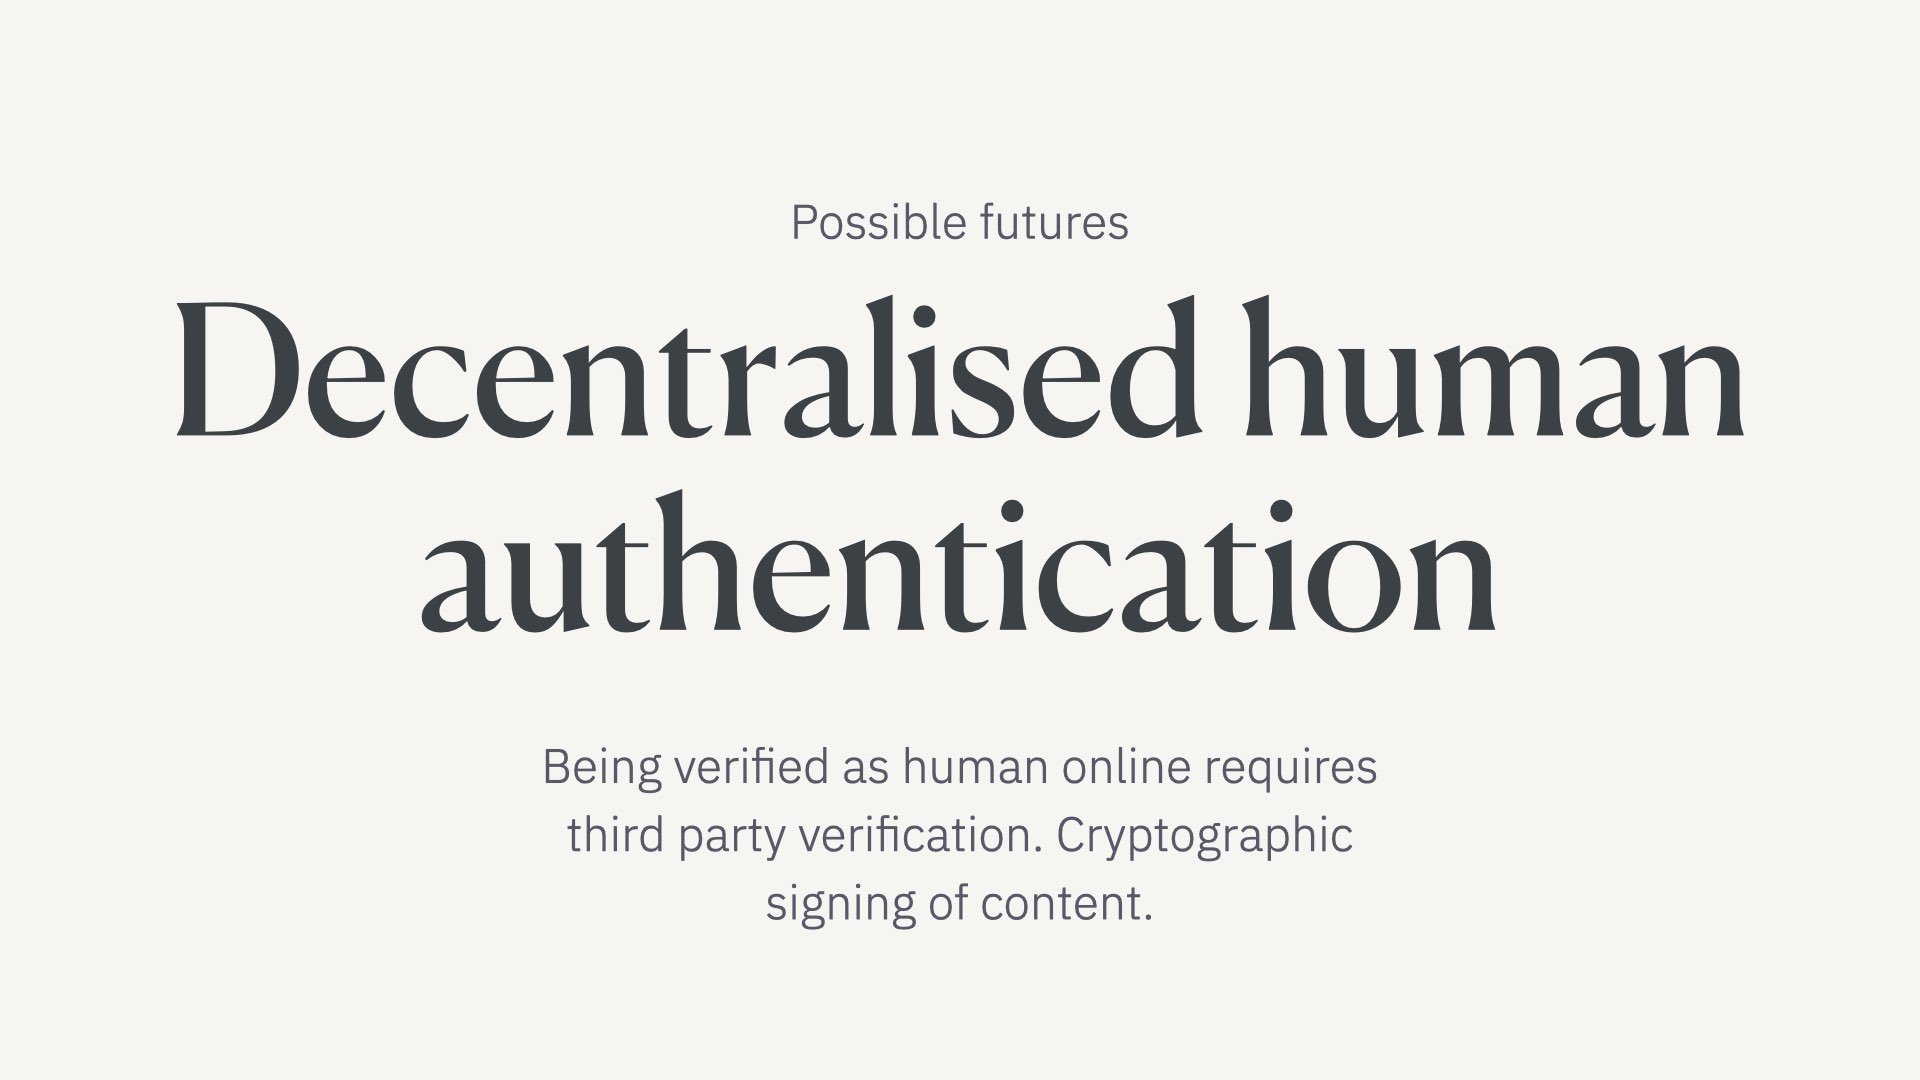 Possible futures
Decentralised human
authentication
Being verified as human online requires
third party verification. Cryptographic
signing of content.